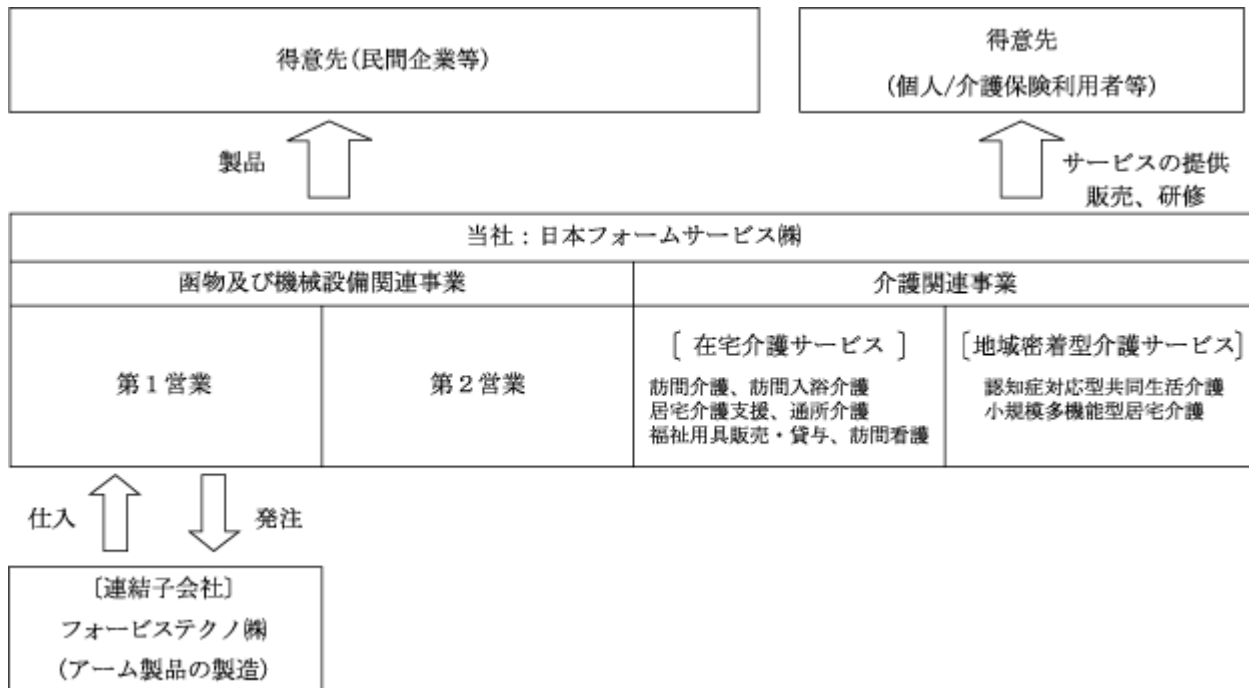 得意先(民間企業等)
得意先
(個人/介護保険利用者等)
製品
サービスの提供
販売、研修
当社：日本フォームサービス㈱
函物及び機械設備関連事業
介護関連事業
第１営業
第２営業
［ 在宅介護サービス ］
訪問介護、訪問入浴介護
居宅介護支援、通所介護
福祉用具販売・貸与、訪問看護
［地域密着型介護サービス］
認知症対応型共同生活介護
小規模多機能型居宅介護
仕入
発注
〔連結子会社〕
フォービステクノ㈱
(アーム製品の製造)